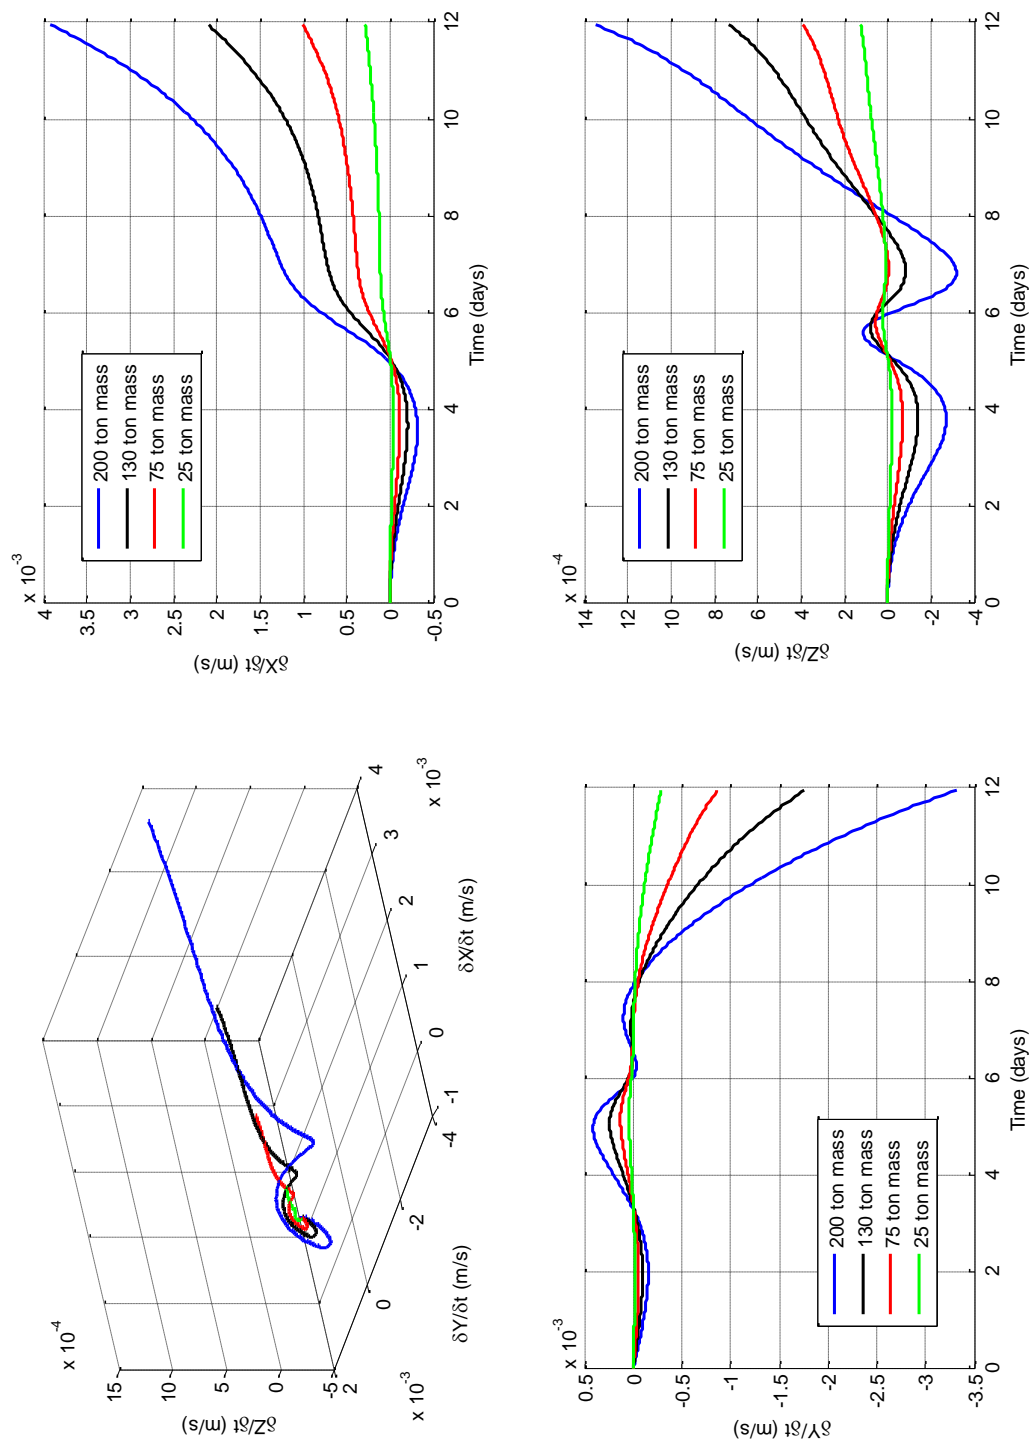 x 10^-4
15
10
5
0
-5
δZ/δt (m/s)
2
0
-2
-4
x 10^-3
δY/δt (m/s)
-1
0
1
2
3
4
x 10^-3
δX/δt (m/s)
x 10^-3
4
3.5
3
2.5
2
1.5
1
0.5
0
-0.5
δX/δt (m/s)
200 ton mass
130 ton mass
75 ton mass
25 ton mass
0 2 4 6 8 10 12
Time (days)
x 10^-3
0.5
0
-0.5
-1
-1.5
-2
-2.5
-3
-3.5
δY/δt (m/s)
200 ton mass
130 ton mass
75 ton mass
25 ton mass
0 2 4 6 8 10 12
Time (days)
x 10^-4
14
12
10
8
6
4
2
0
-2
-4
δZ/δt (m/s)
200 ton mass
130 ton mass
75 ton mass
25 ton mass
0 2 4 6 8 10 12
Time (days)